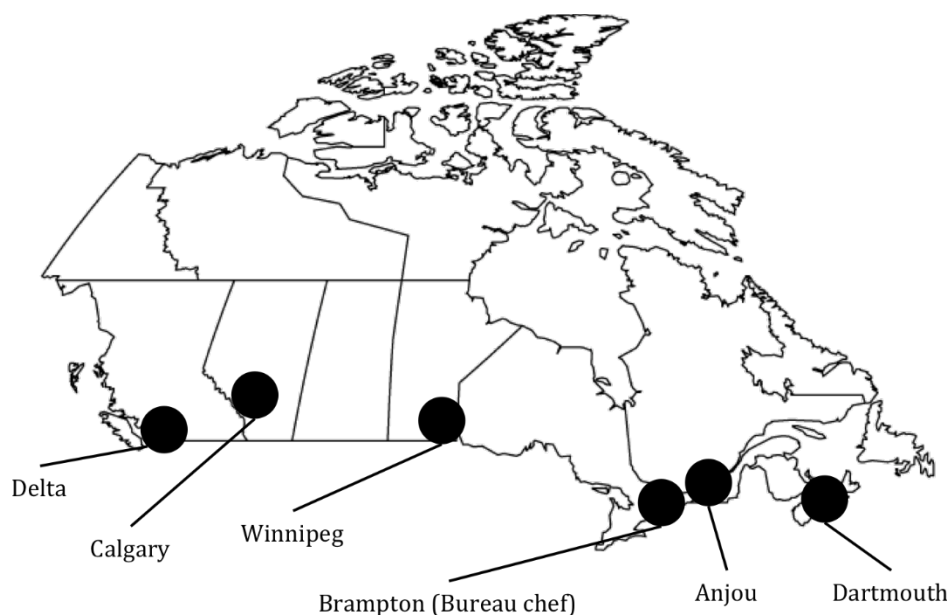 Delta
Calgary
Winnipeg
Brampton (Bureau chef)
Anjou
Dartmouth